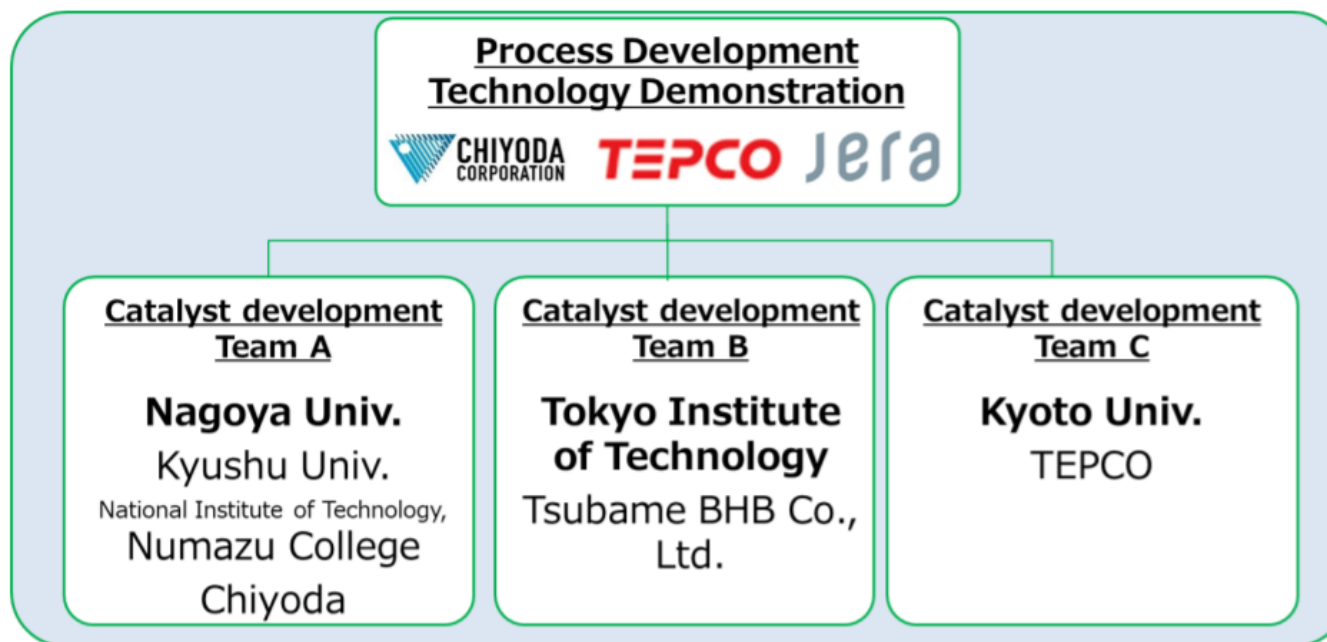 Process Development
Technology Demonstration
CHIYODA
CORPORATION
TEPCO
Jera
Catalyst development
Team A
Nagoya Univ.
Kyushu Univ.
National Institute of Technology,
Numazu College
Chiyoda
Catalyst development
Team B
Tokyo Institute
of Technology
Tsubame BHB Co.,
Ltd.
Catalyst development
Team C
Kyoto Univ.
TEPCO